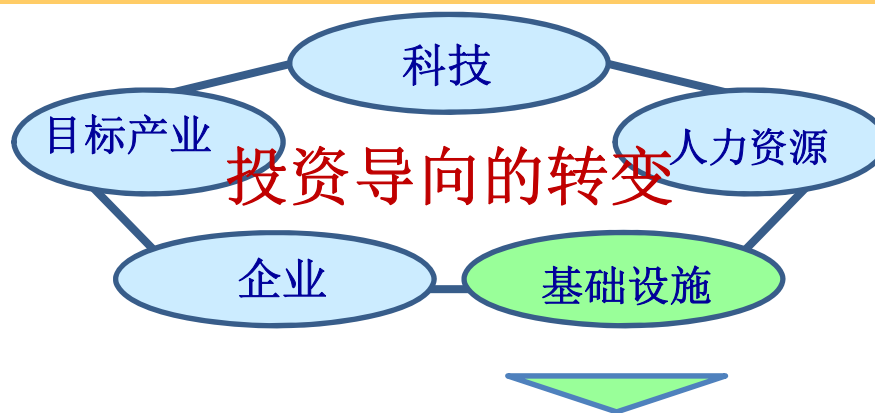 科技
目标产业
人力资源
投资导向的转变
企业
基础设施